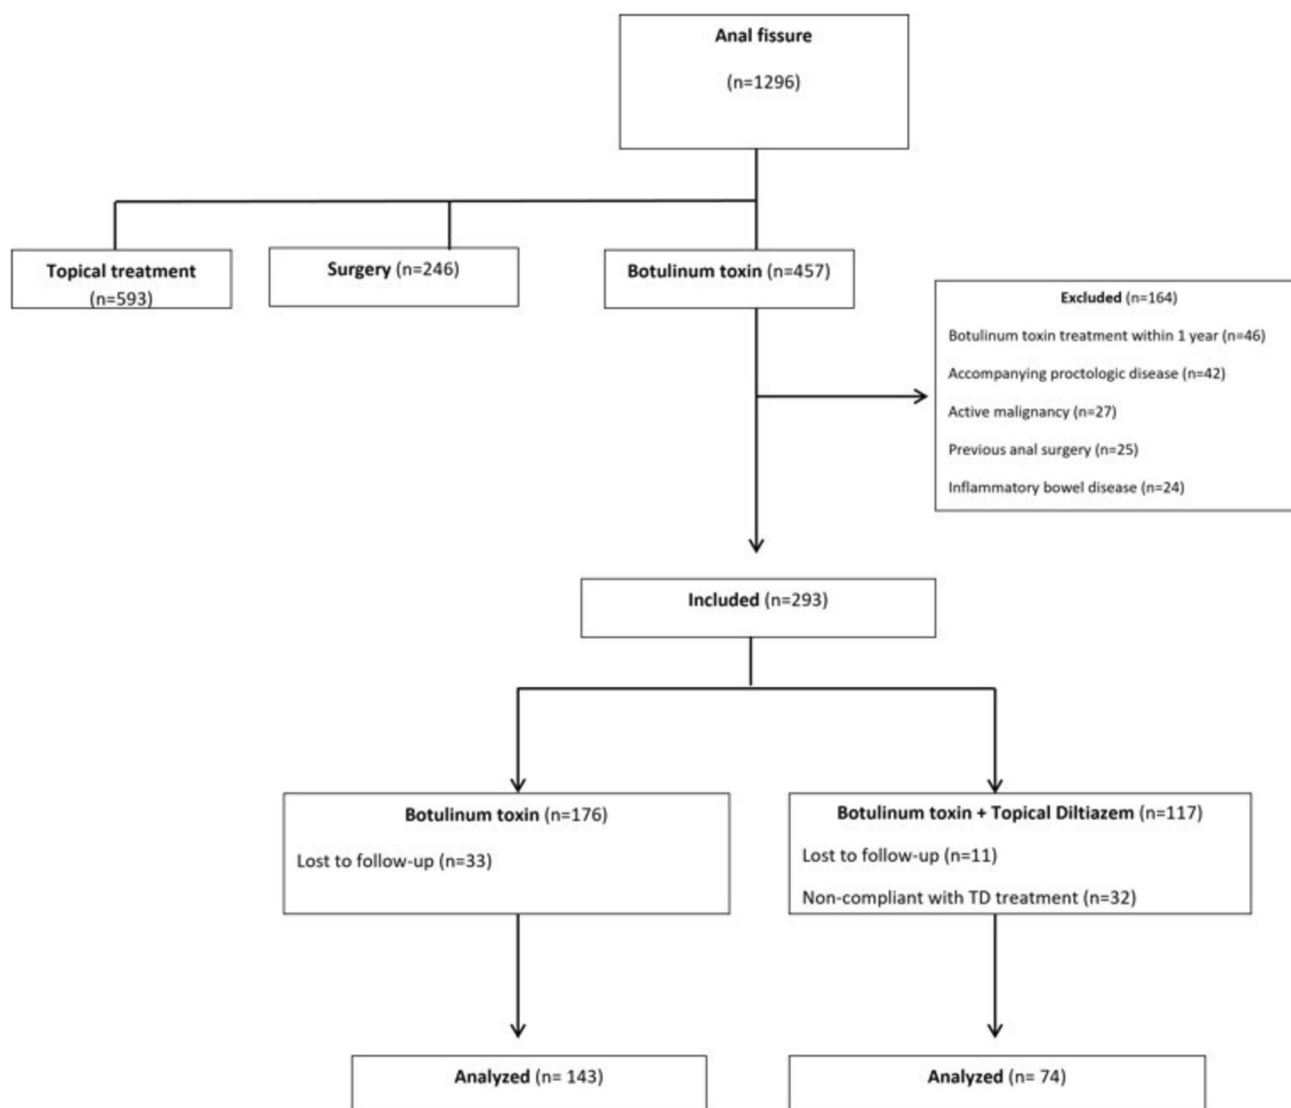 Anal fissure
(n=1296)
Topical treatment
(n=593)
Surgery (n=246)
Botulinum toxin (n=457)
Excluded (n=164)
Botulinum toxin treatment within 1 year (n=46)
Accompanying proctologic disease (n=42)
Active malignancy (n=27)
Previous anal surgery (n=25)
Inflammatory bowel disease (n=24)
Included (n=293)
Botulinum toxin (n=176)
Lost to follow-up (n=33)
Botulinum toxin + Topical Diltiazem (n=117)
Lost to follow-up (n=11)
Non-compliant with TD treatment (n=32)
Analyzed (n= 143)
Analyzed (n= 74)